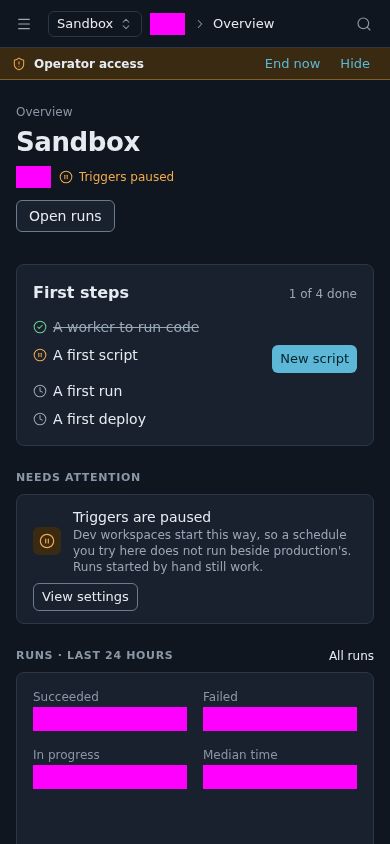 Sandbox
Overview
Operator access
End now
Hide
Overview
Sandbox
Triggers paused
Open runs
First steps
1 of 4 done
A worker to run code
A first script
New script
A first run
A first deploy
NEEDS ATTENTION
Triggers are paused
Dev workspaces start this way, so a schedule
you try here does not run beside production's.
Runs started by hand still work.
View settings
RUNS · LAST 24 HOURS
All runs
Succeeded
Failed
In progress
Median time